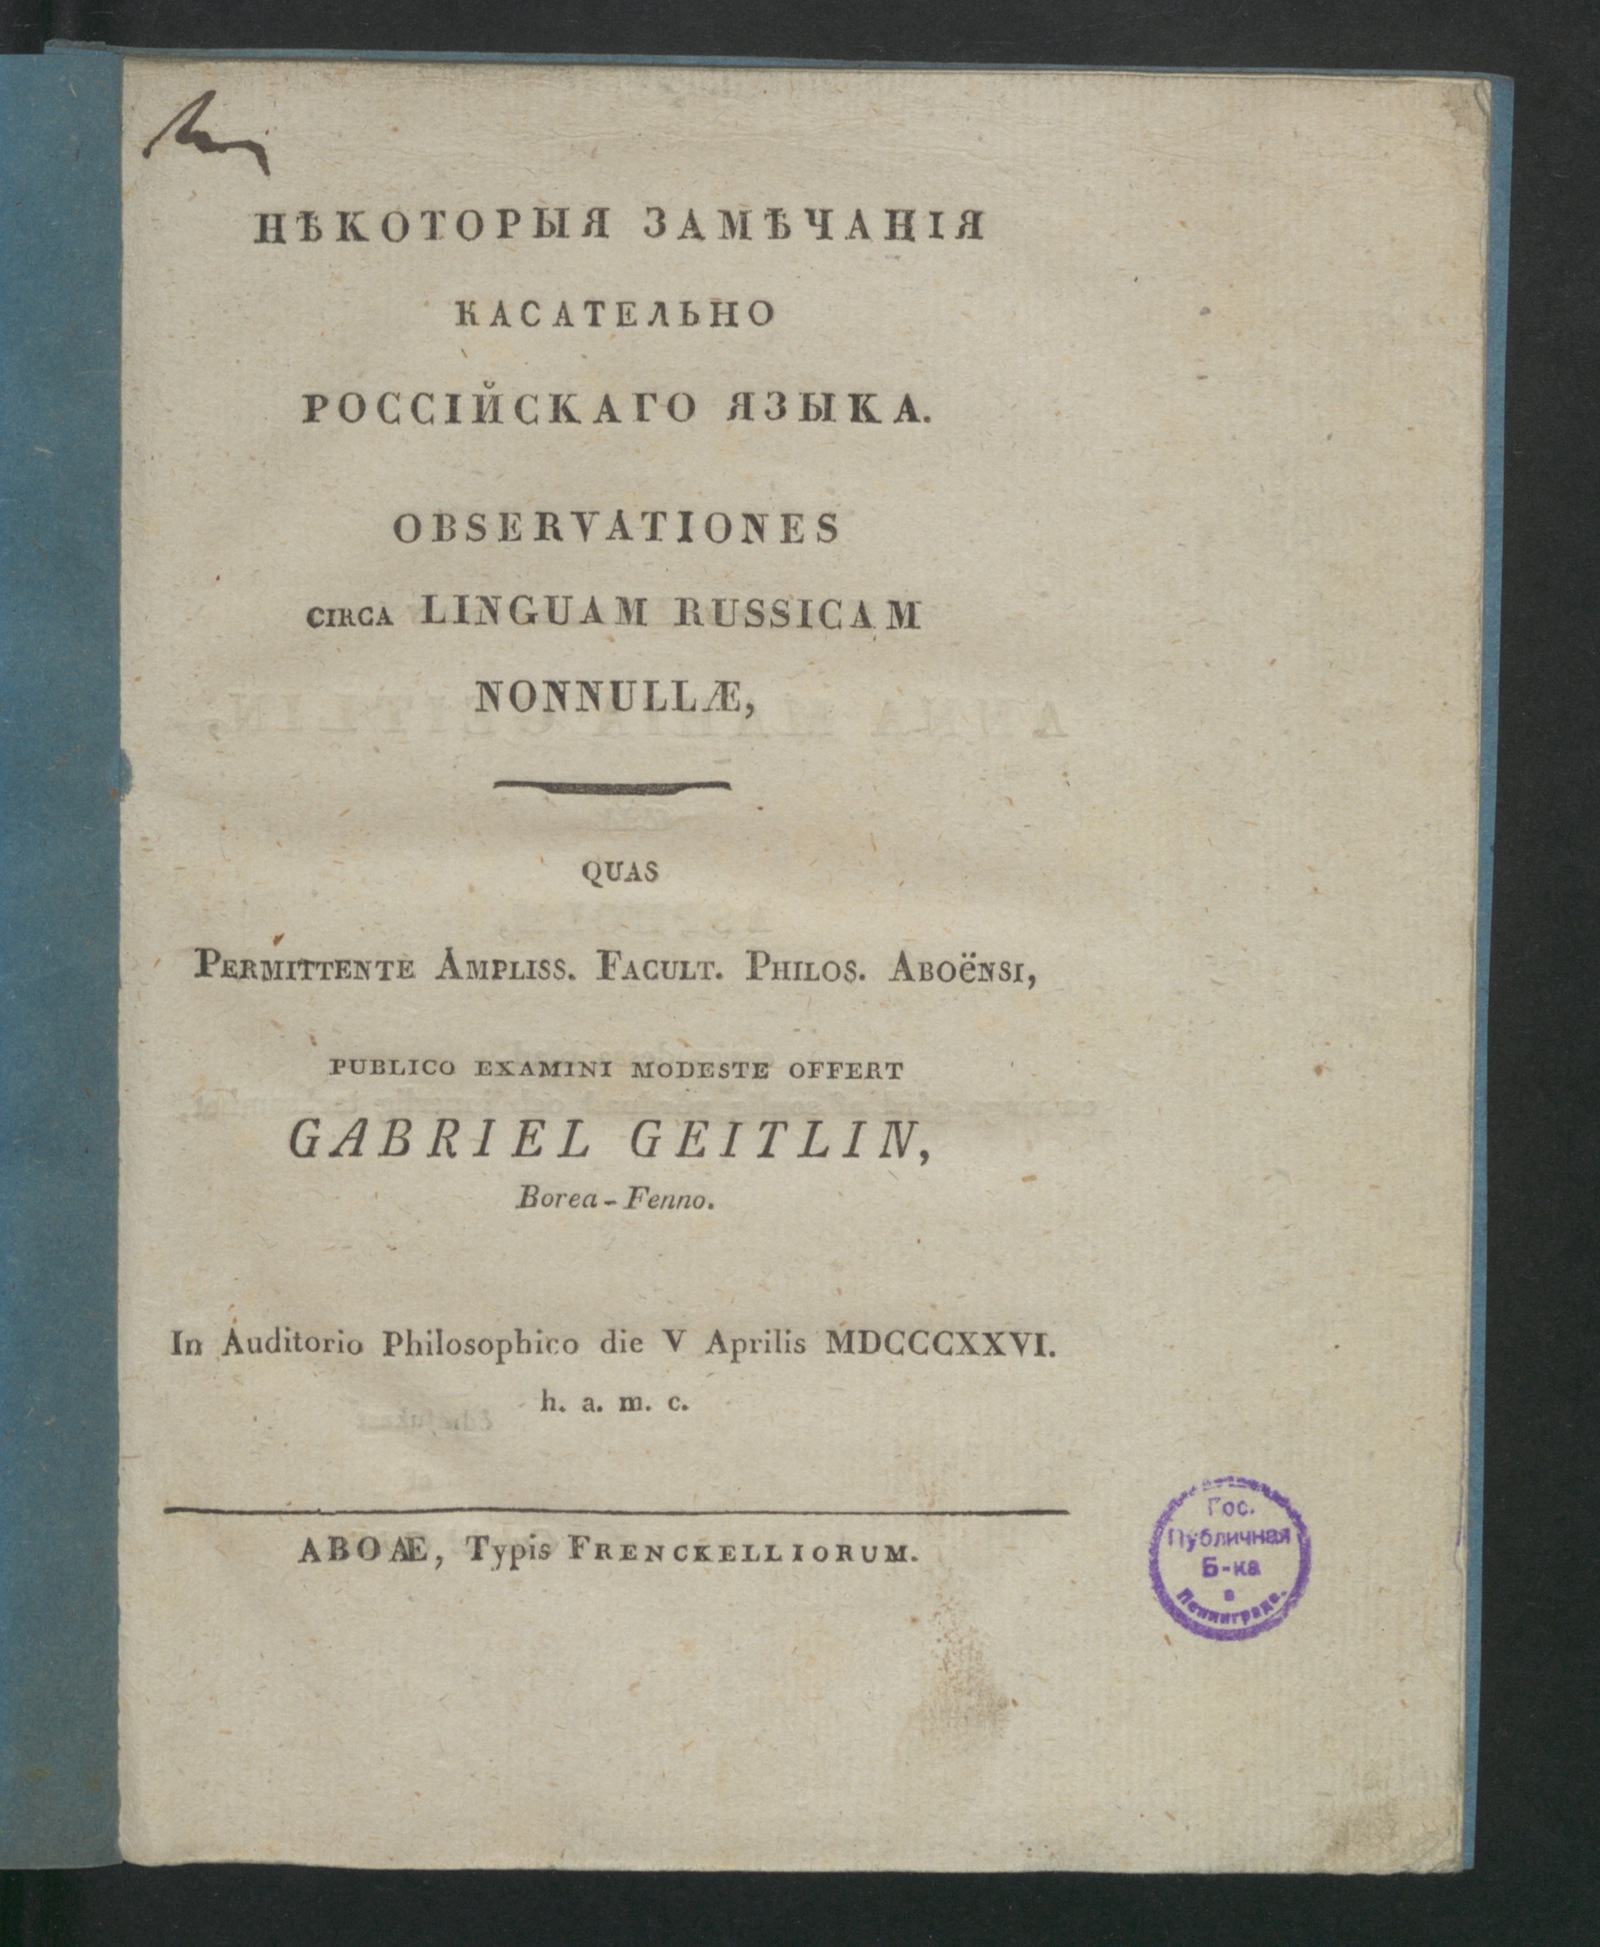 НѢКОТОРЫЯ ЗАМѢЧАНІЯ
КАСАТЕЛЬНО
РОССІЙСКАГО ЯЗЫКА.
OBSERVATIONES
CIRCA LINGUAM RUSSICAM
NONNULLÆ,
QUAS
PERMITTENTE AMPLISS. FACULT. PHILOS. ABOËNSI,
PUBLICO EXAMINI MODESTE OFFERT
GABRIEL GEITLIN,
Borea-Fenno.
In Auditorio Philosophico die V Aprilis MDCCCXXVI.
h. a. m. c.
ABOÆ, Typis FRENCKELLIORUM.
Гос.
Публичная
Б-ка
в
Ленинграде.